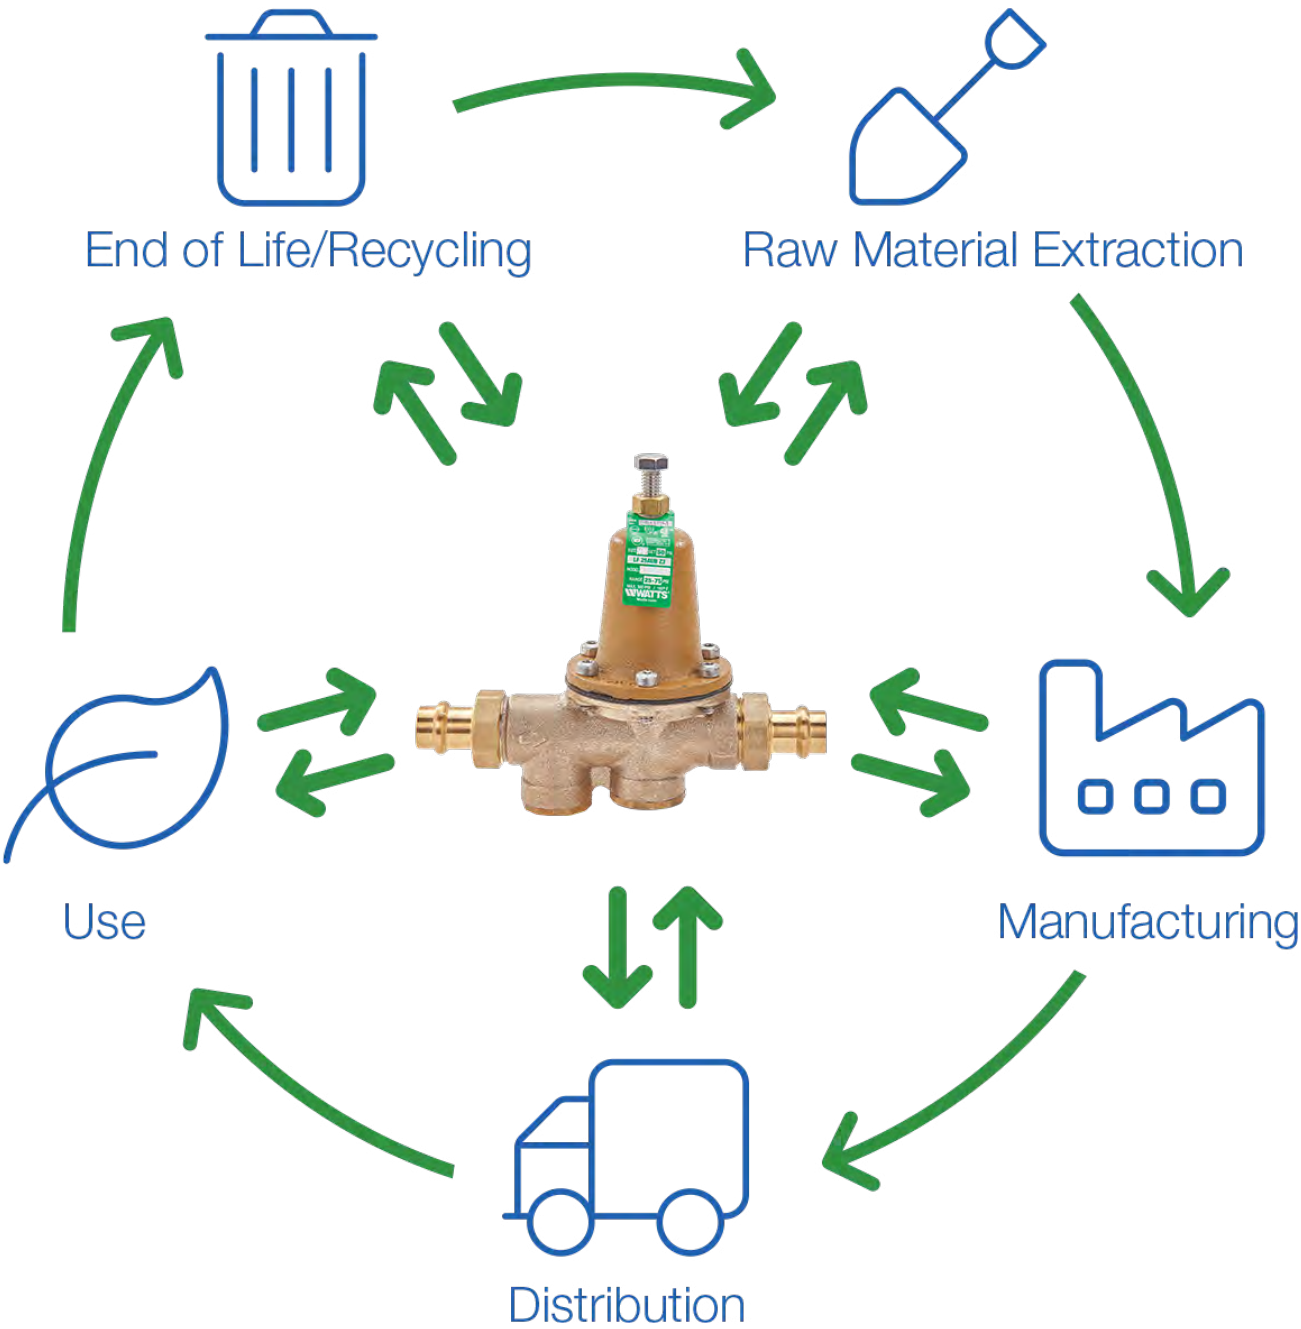 End of Life/Recycling
Raw Material Extraction
WATTS
Use
Manufacturing
Distribution